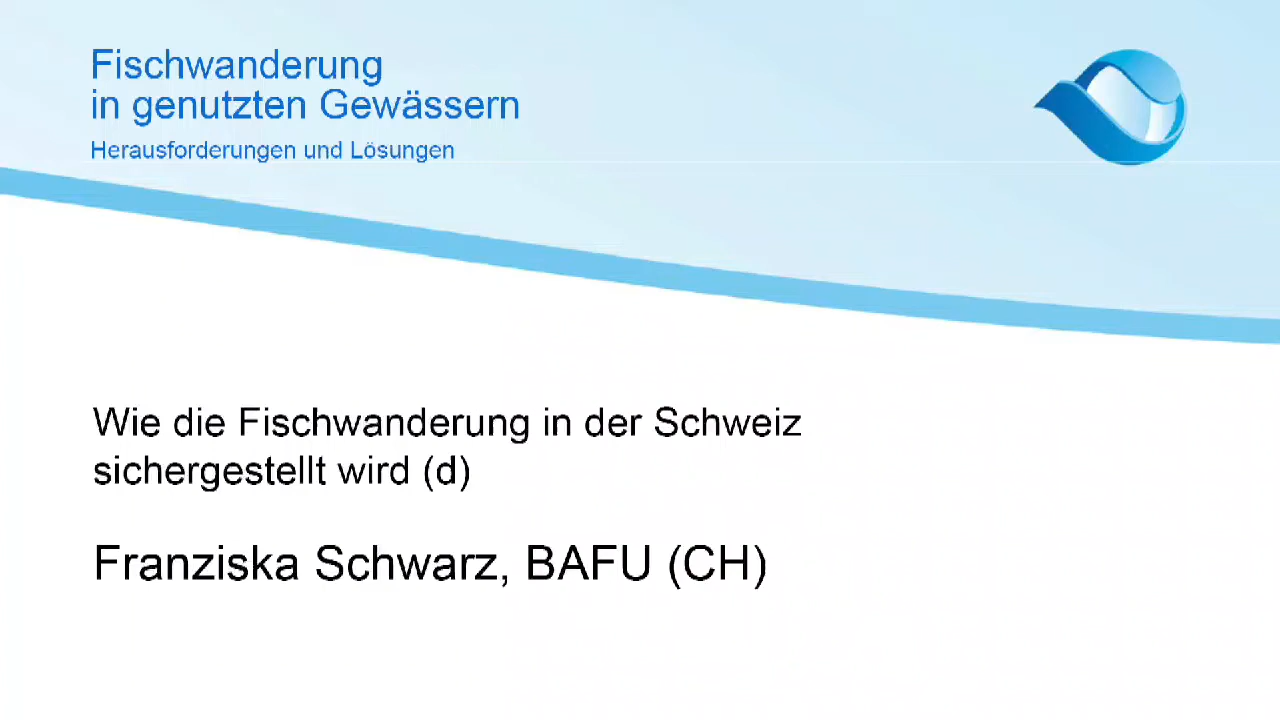 Fischwanderung
in genutzten Gewässern
Herausforderungen und Lösungen
Wie die Fischwanderung in der Schweiz
sichergestellt wird (d)
Franziska Schwarz, BAFU (CH)